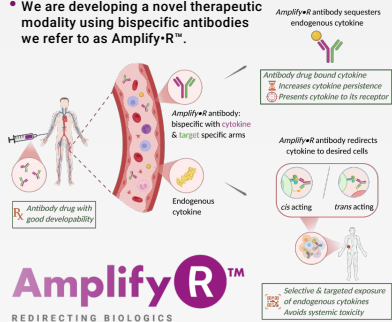 • We are developing a novel therapeutic
modality using bispecific antibodies
we refer to as Amplify•R™.
Amplify•R antibody sequesters
endogenous cytokine
Antibody drug bound cytokine
Increases cytokine persistence
Presents cytokine to its receptor
Amplify•R antibody:
bispecific with cytokine
& target specific arms
Endogenous
cytokine
Rx Antibody drug with
good developability
Amplify•R antibody redirects
cytokine to desired cells
cis acting
trans acting
Selective & targeted exposure
of endogenous cytokines
Avoids systemic toxicity
Amplify R™
REDIRECTING BIOLOGICS